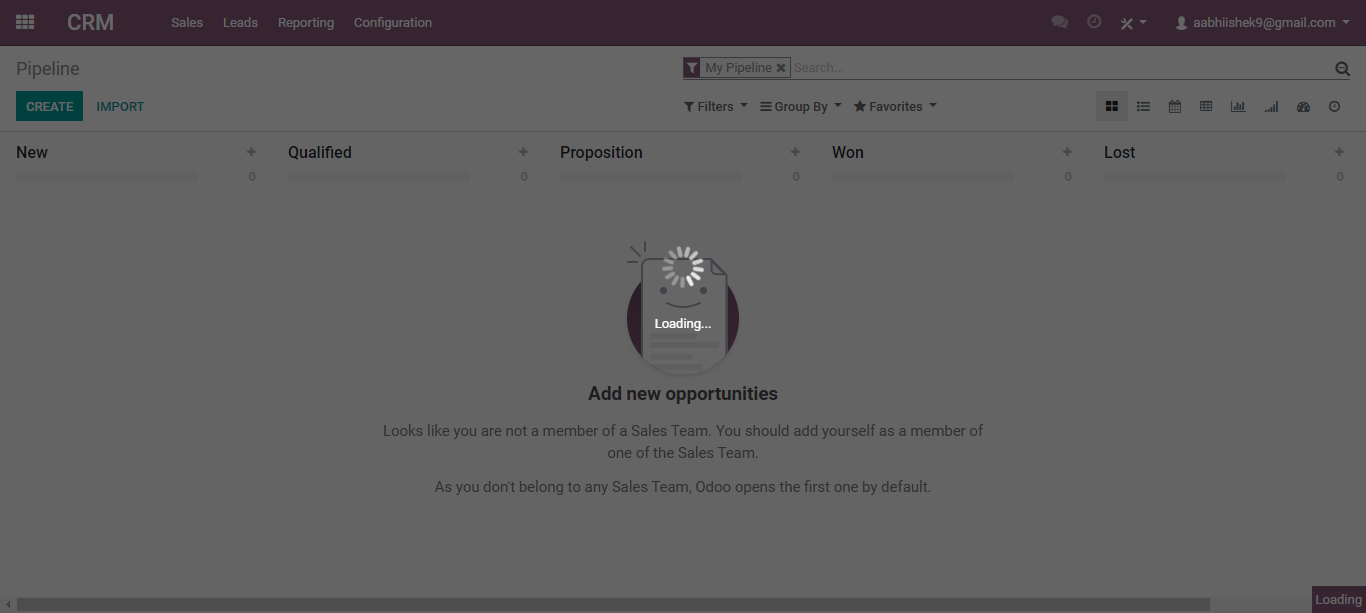 CRM Sales Leads Reporting Configuration aabhiishek9@gmail.com
Pipeline My Pipeline Search...
CREATE IMPORT Filters Group By Favorites
New Qualified Proposition Won Lost
0 0 0 0 0
Loading...
Add new opportunities
Looks like you are not a member of a Sales Team. You should add yourself as a member of
one of the Sales Team.
As you don't belong to any Sales Team, Odoo opens the first one by default.
Loading